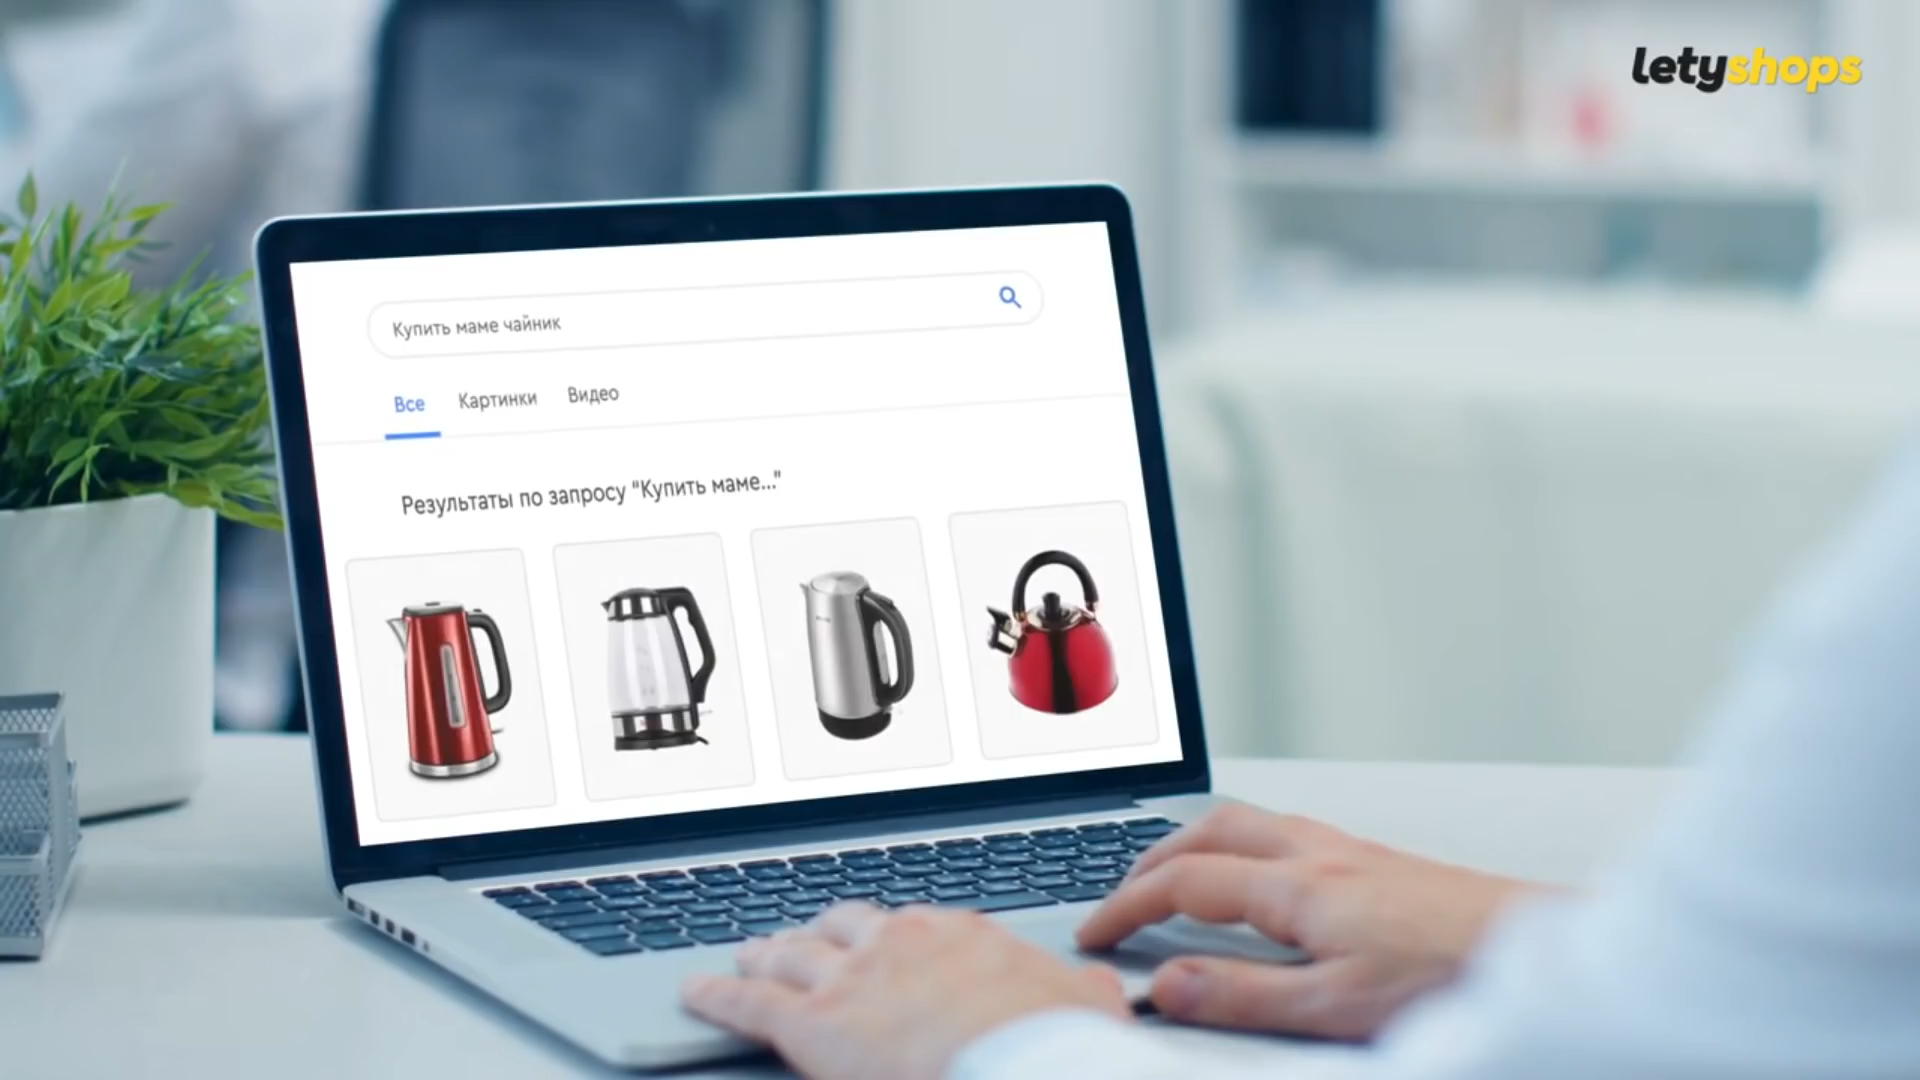 letyshops
Купить маме чайник
Все Картинки Видео
Результаты по запросу “Купить маме...”